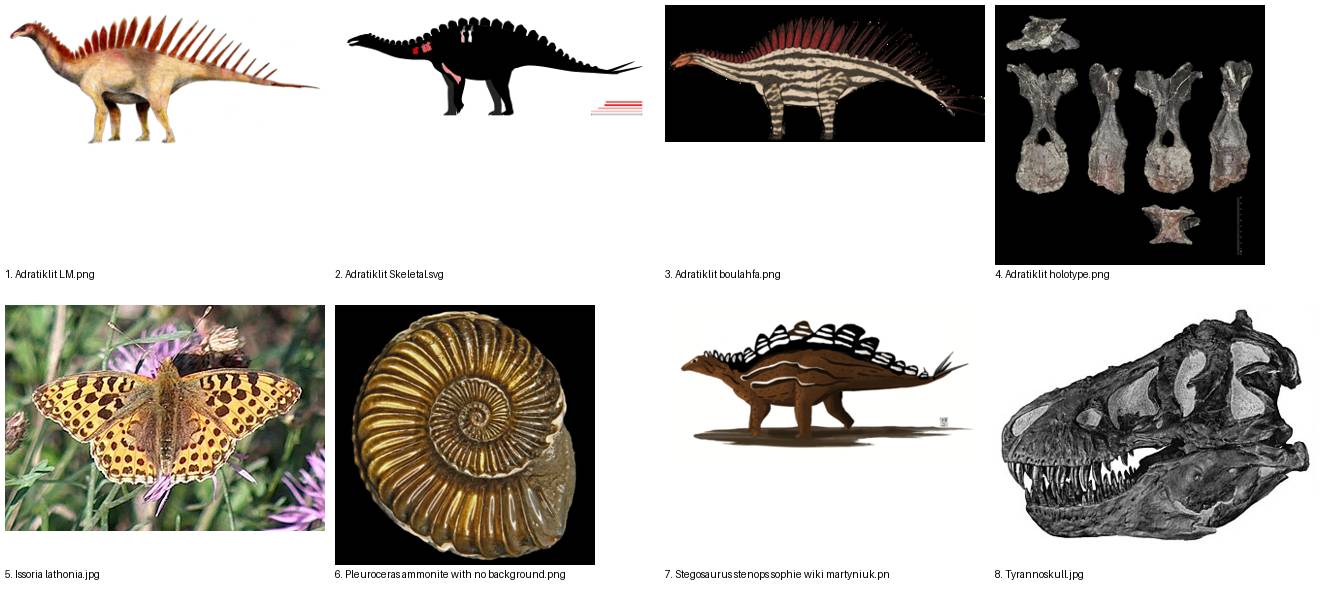 1. Adratiklit LM.png
2. Adratiklit Skeletal.svg
3. Adratiklit boulahfa.png
4. Adratiklit holotype.png
5. Issoria lathonia.jpg
6. Pleuroceras ammonite with no background.png
7. Stegosaurus stenops sophie wiki martyniuk.pn
8. Tyrannoskull.jpg